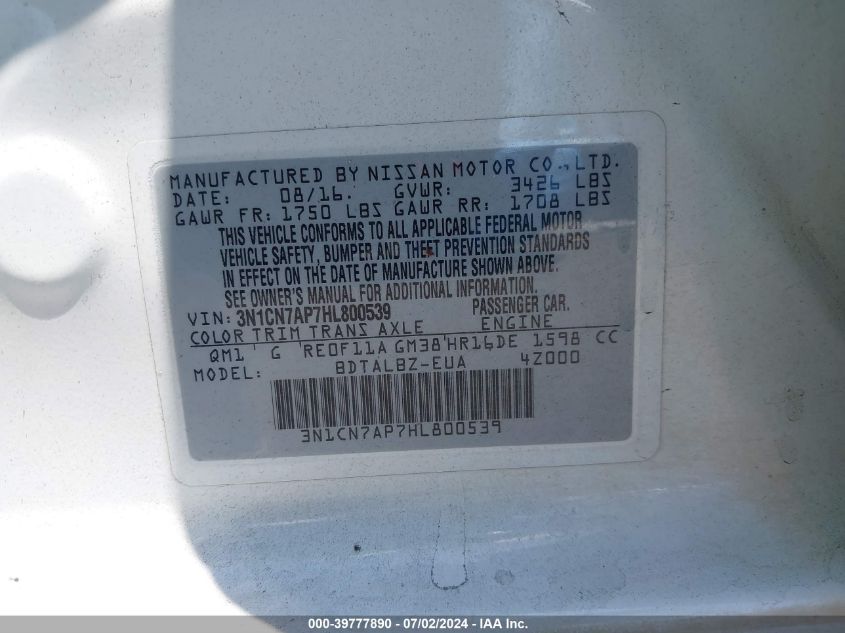 MANUFACTURED BY NISSAN MOTOR CO., LTD.
DATE: 08/16. GVWR: 3426 LBS
GAWR FR: 1750 LBS GAWR RR: 1708 LBS
THIS VEHICLE CONFORMS TO ALL APPLICABLE FEDERAL MOTOR
VEHICLE SAFETY, BUMPER AND THEFT PREVENTION STANDARDS
IN EFFECT ON THE DATE OF MANUFACTURE SHOWN ABOVE.
SEE OWNER'S MANUAL FOR ADDITIONAL INFORMATION.
VIN: 3N1CN7AP7HL800539 PASSENGER CAR.
COLOR TRIM TRANS AXLE ENGINE
QM1 G RE0F11A GM38 HR16DE 1598 CC
MODEL: BDTALBZ-EUA 4Z000
3N1CN7AP7HL800539
000-39777890 - 07/02/2024 - IAA, Inc.